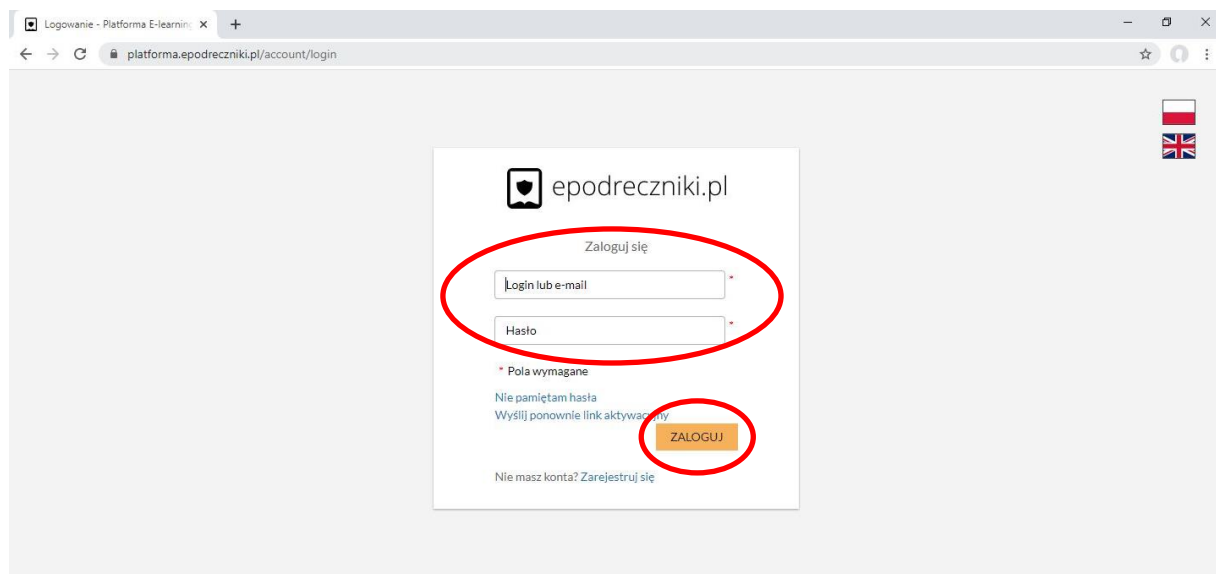 Logowanie - Platforma E-learning
platforma.epodreczniki.pl/account/login
epodreczniki.pl
Zaloguj się
Login lub e-mail *
Hasło *
* Pola wymagane
Nie pamiętam hasła
Wyślij ponownie link aktywacyjny
ZALOGUJ
Nie masz konta? Zarejestruj się